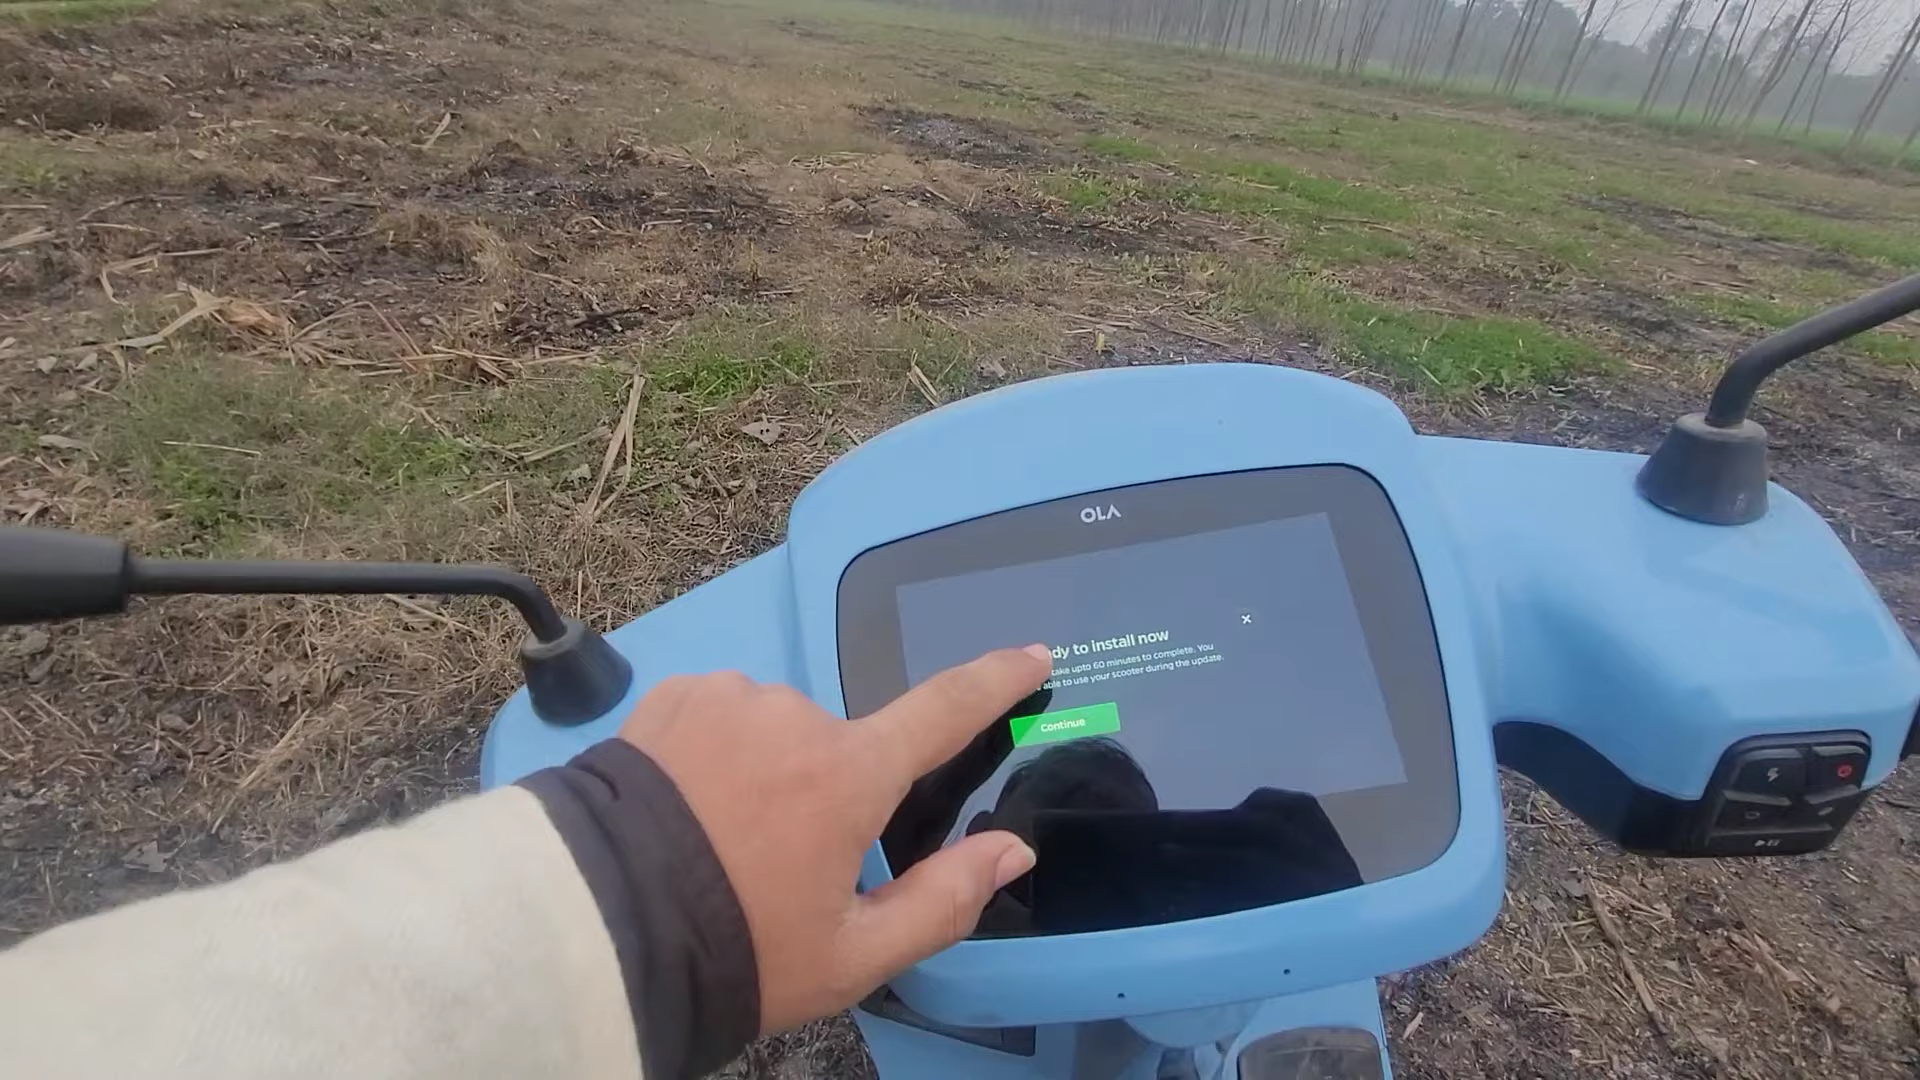 OLA
ady to install now
take upto 60 minutes to complete. You
able to use your scooter during the update.
Continue